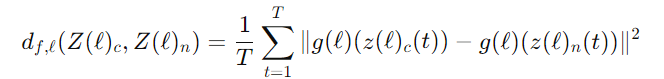 $d_{f,\ell}(Z(\ell)_c, Z(\ell)_n) = \frac{1}{T} \sum_{t=1}^{T} \| g(\ell)(z(\ell)_c(t)) - g(\ell)(z(\ell)_n(t)) \|^2$